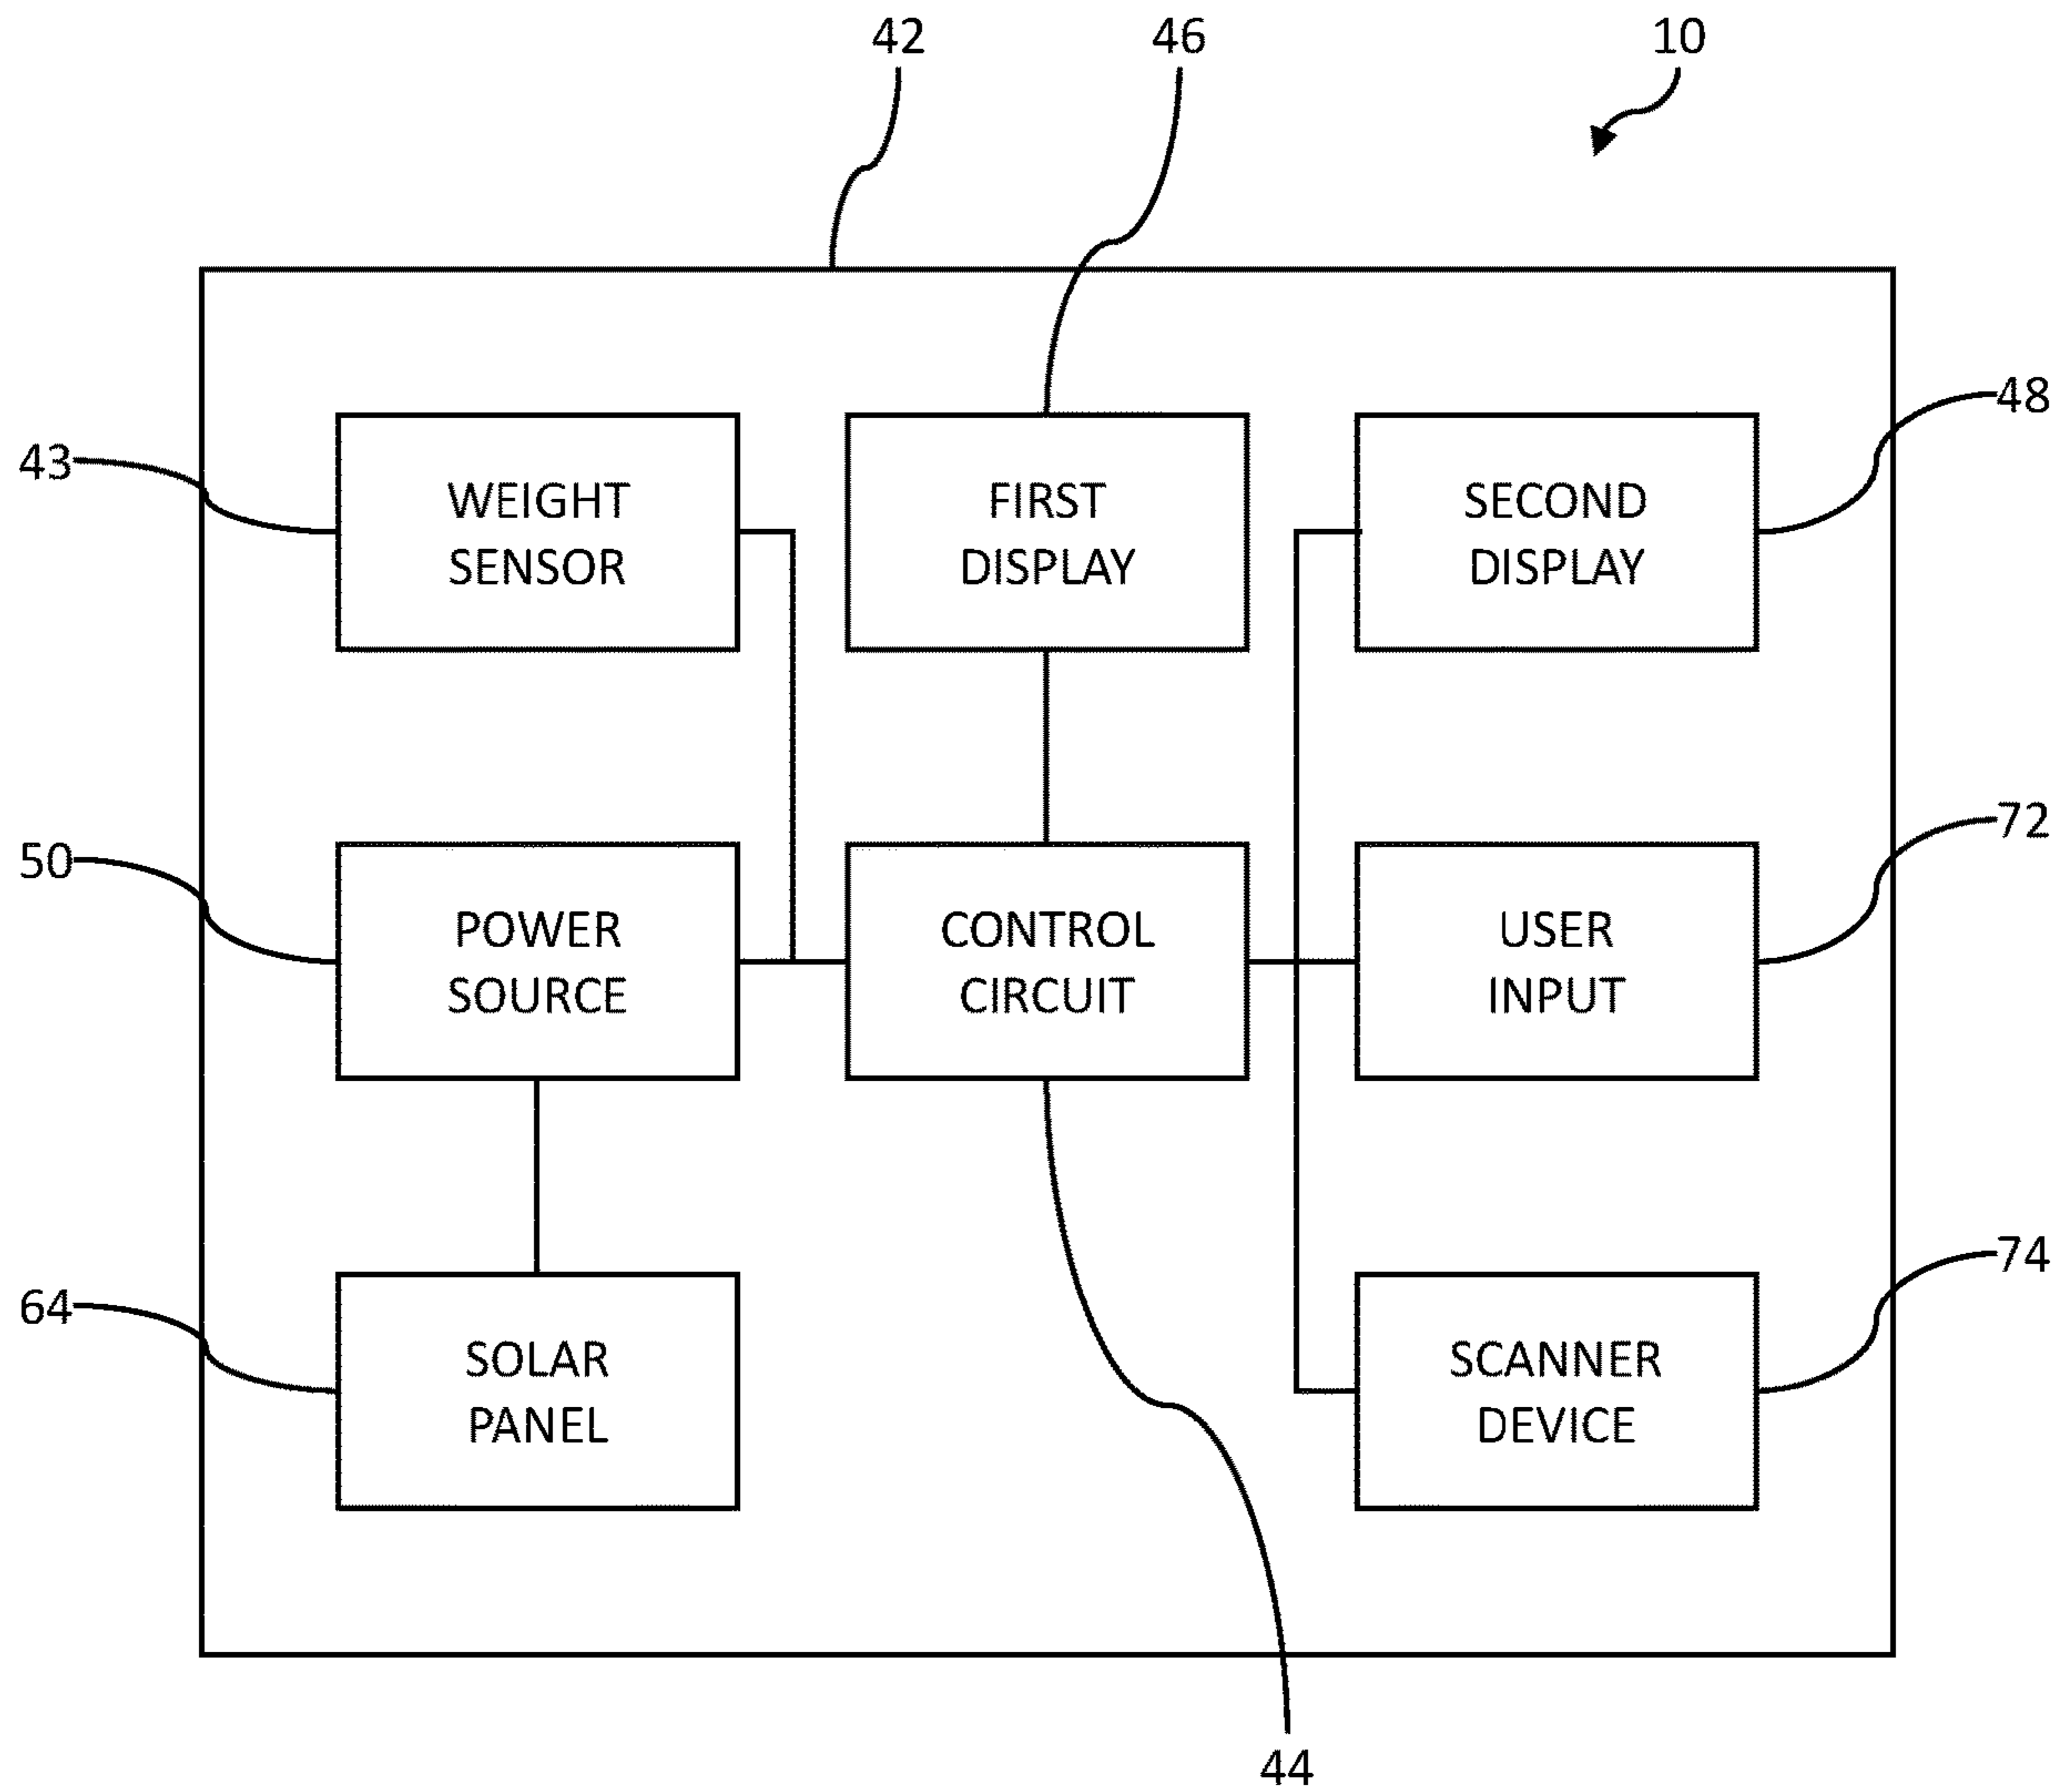 42
46
10
48
43
WEIGHT
SENSOR
FIRST
DISPLAY
SECOND
DISPLAY
72
50
POWER
SOURCE
CONTROL
CIRCUIT
USER
INPUT
74
64
SOLAR
PANEL
SCANNER
DEVICE
44